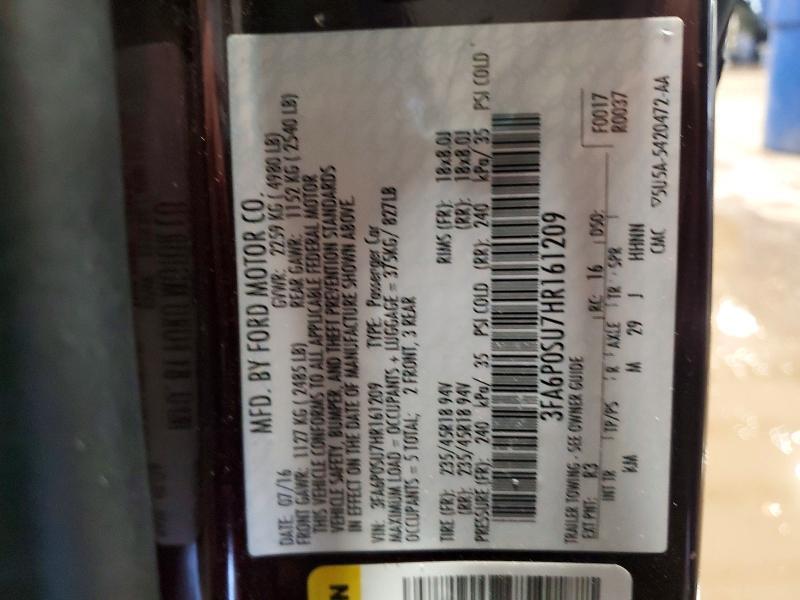 MFD. BY FORD MOTOR CO.
DATE: 07/16 GVWR: 2259 KG ( 4980 LB)
FRONT GAWR: 1127 KG ( 2485 LB) REAR GAWR: 1152 KG ( 2540 LB)
THIS VEHICLE CONFORMS TO ALL APPLICABLE FEDERAL MOTOR
VEHICLE SAFETY, BUMPER, AND THEFT PREVENTION STANDARDS
IN EFFECT ON THE DATE OF MANUFACTURE SHOWN ABOVE.
VIN: 3FA6P0SU7HR161209 TYPE: Passenger Car
MAXIMUM LOAD = OCCUPANTS + LUGGAGE = 375KG/ 827LB
OCCUPANTS = 5 TOTAL; 2 FRONT, 3 REAR
TIRE (FR): 235/45R18 94V RIMS (FR): 18x8.0J
(RR): 235/45R18 94V (RR): 18x8.0J
PRESSURE (FR): 240 kPa/ 35 PSI COLD (RR): 240 kPa/ 35 PSI COLD
3FA6P0SU7HR161209
TRAILER TOWING - SEE OWNER GUIDE F0017
EXT PNT: R3 RC: 16 DSO: R0037
INT TR TP/PS R AXLE TR SPR
KM M 29 J HHNN
CMC 5U5A-5420472-AA